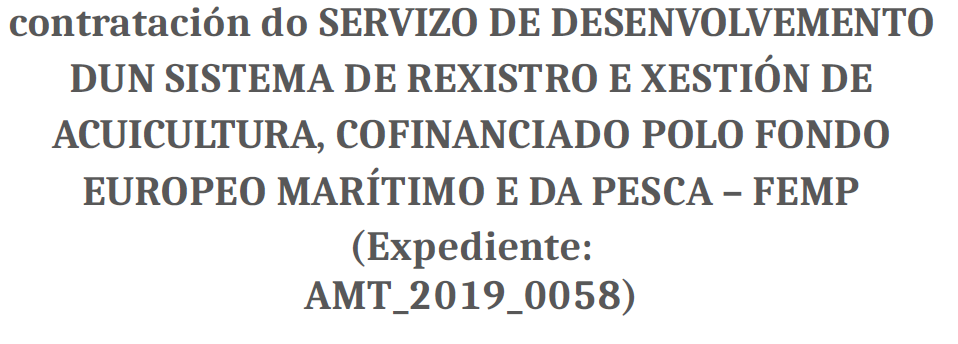 contratación do SERVIZO DE DESENVOLVEMENTO
DUN SISTEMA DE REXISTRO E XESTIÓN DE
ACUICULTURA, COFINANCIADO POLO FONDO
EUROPEO MARÍTIMO E DA PESCA – FEMP
(Expediente:
AMT_2019_0058)